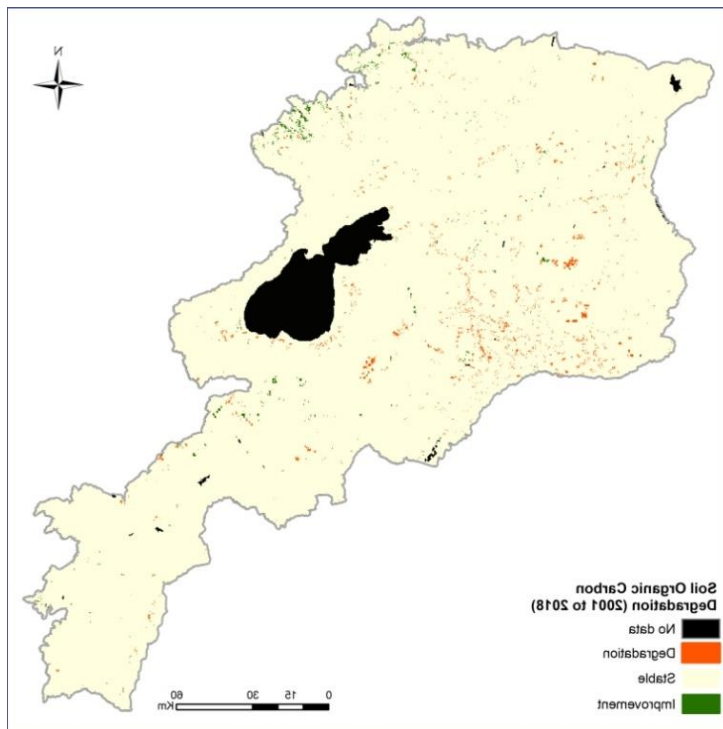 N
Soil Organic Carbon
Degradation (2001 to 2018)
No data
Degradation
Stable
Improvement
0 15 30 60
Km